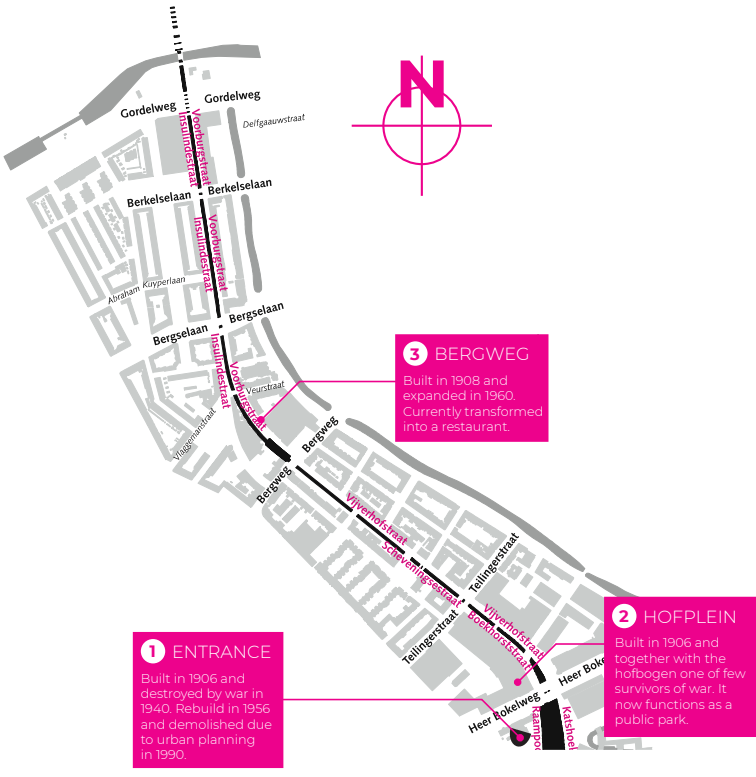 N
Gordelweg
Gordelweg
Delfgaauwstraat
Voorburgstraat
Insulindestraat
Berkelselaan
Berkelselaan
Voorburgstraat
Insulindestraat
Abraham Kuyperlaan
Bergselaan
Bergselaan
Insulindestraat
Voorburgstraat
Veurstraat
Vlaggemanstraat
Bergweg
Bergweg
3 BERGWEG
Built in 1908 and
expanded in 1960.
Currently transformed
into a restaurant.
Vijverhofstraat
Scheveningsestraat
Tellingerstraat
Tellingerstraat
Vijverhofstraat
Boekhorststraat
2 HOFPLEIN
Built in 1906 and
together with the
hofbogen one of few
survivors of war. It
now functions as a
public park.
Heer Boke
Heer Bokelweg
Raampoo
Katshoe
1 ENTRANCE
Built in 1906 and
destroyed by war in
1940. Rebuild in 1956
and demolished due
to urban planning
in 1990.